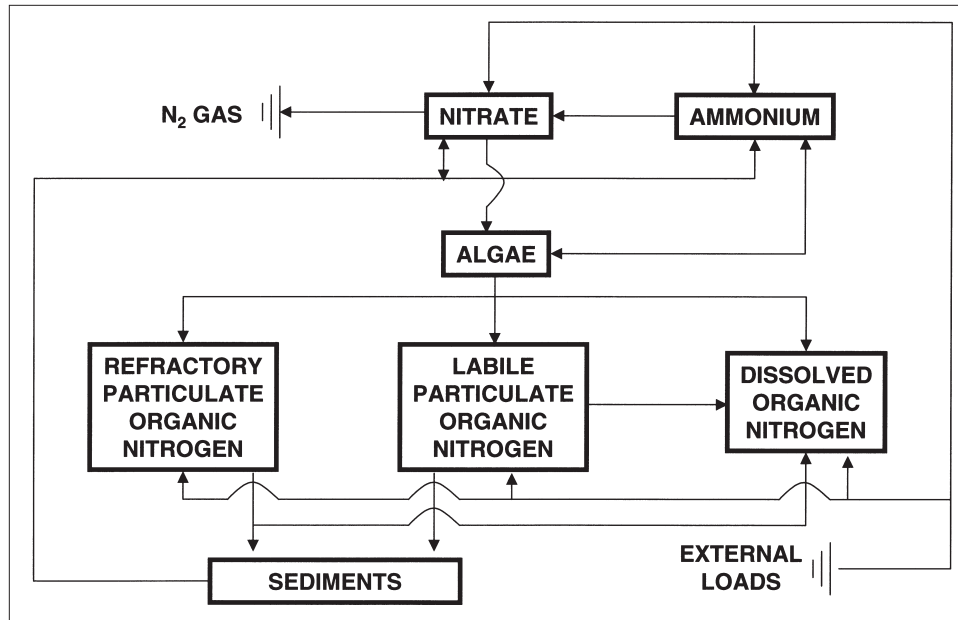 N₂ GAS
NITRATE
AMMONIUM
ALGAE
REFRACTORY
PARTICULATE
ORGANIC
NITROGEN
LABILE
PARTICULATE
ORGANIC
NITROGEN
DISSOLVED
ORGANIC
NITROGEN
SEDIMENTS
EXTERNAL
LOADS